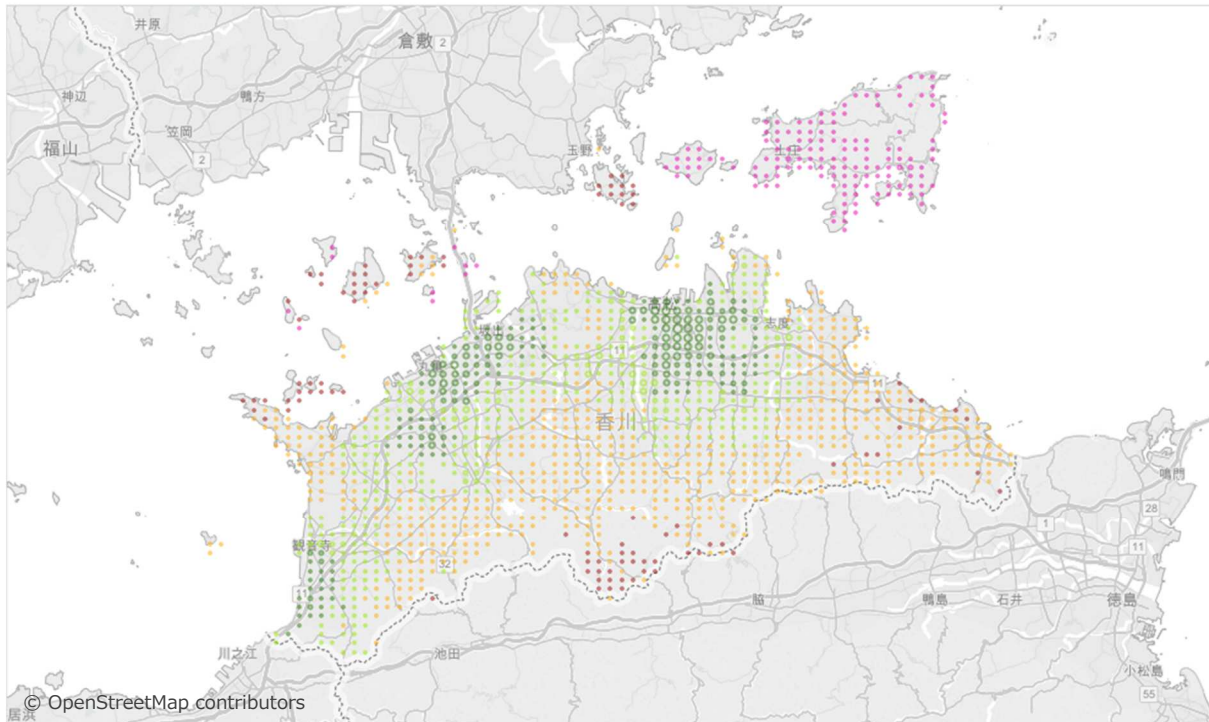 井原
倉敷
2
神辺
鴨方
笠岡
2
福山
玉野
土庄
高松
志度
坂出
11
丸亀
11
香川
鳴門
観音寺
28
1
11
32
11
脇
鴨島
石井
徳島
川之江
池田
小松島
55
© OpenStreetMap contributors
居浜